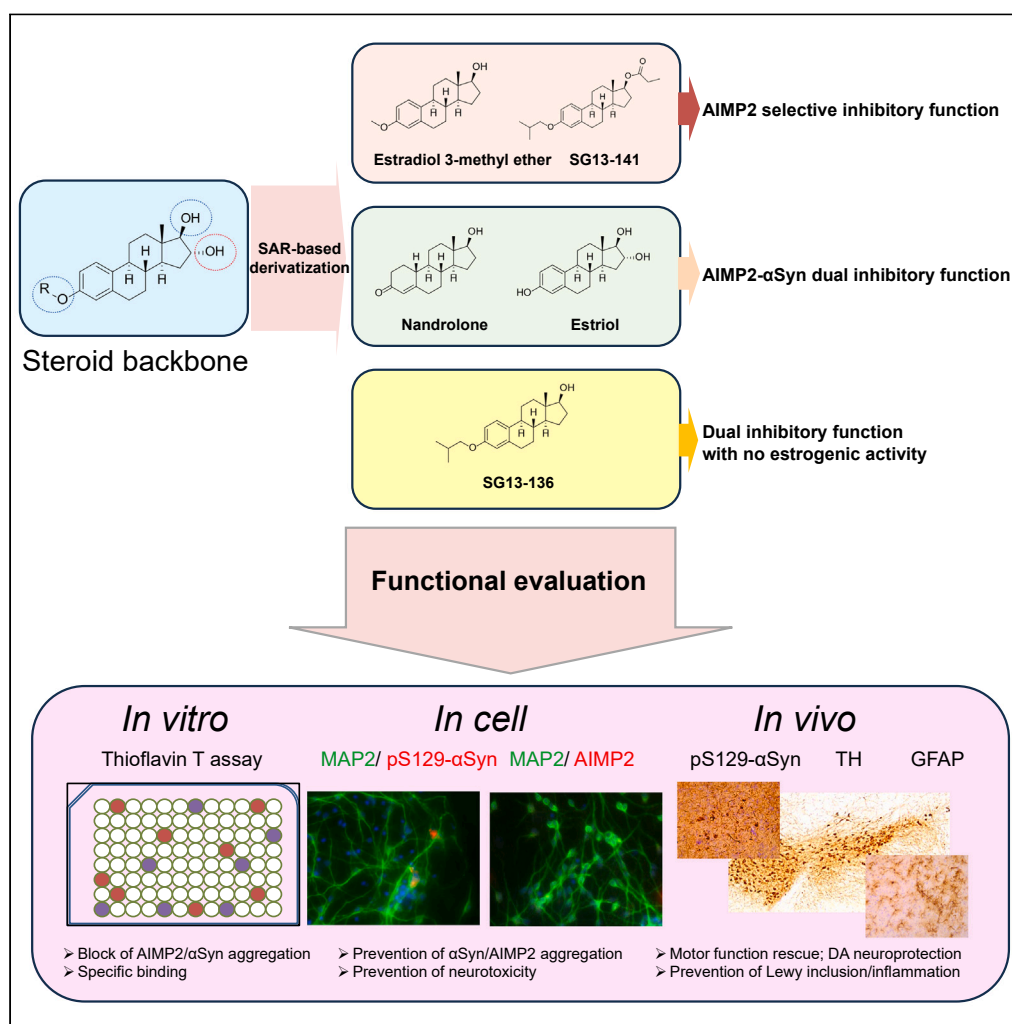 OH
O
Estradiol 3-methyl ether
O
O
O
SG13-141
AIMP2 selective inhibitory function
H
H
H
H
H
H
OH
OH
R
O
H
H
H
Steroid backbone
SAR-based
derivatization
OH
O
H
H
H
H
Nandrolone
OH
OH
HO
H
H
H
Estriol
AIMP2-αSyn dual inhibitory function
OH
O
H
H
H
SG13-136
Dual inhibitory function
with no estrogenic activity
Functional evaluation
In vitro
In cell
In vivo
Thioflavin T assay
MAP2/ pS129-αSyn MAP2/ AIMP2
pS129-αSyn TH GFAP
➢ Block of AIMP2/αSyn aggregation
➢ Specific binding
➢ Prevention of αSyn/AIMP2 aggregation
➢ Prevention of neurotoxicity
➢ Motor function rescue; DA neuroprotection
➢ Prevention of Lewy inclusion/inflammation